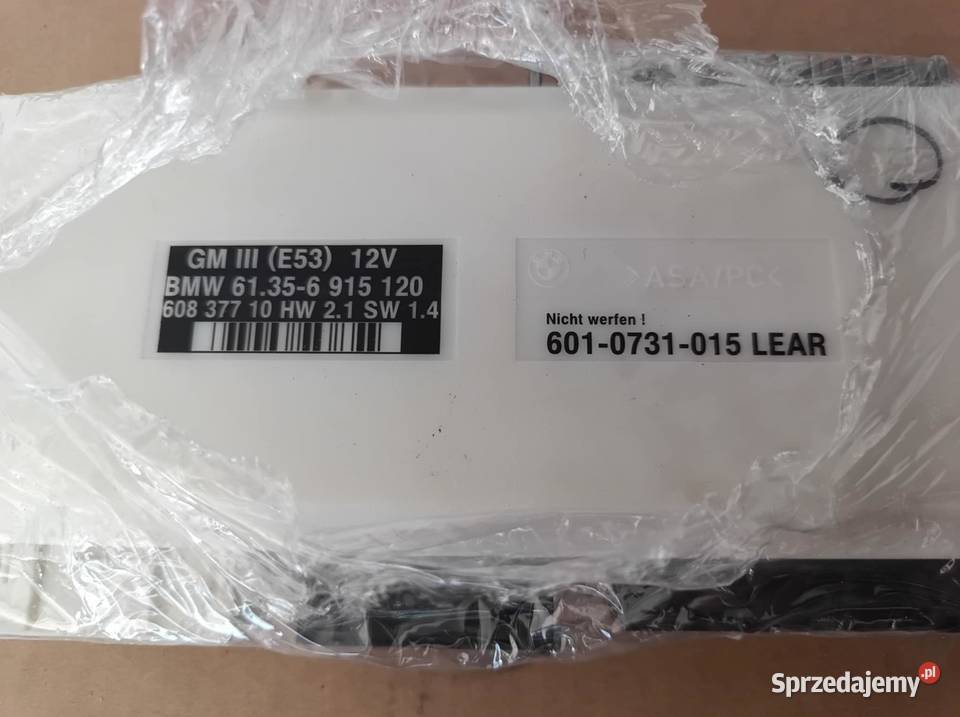 GM III (E53) 12V
BMW 61.35-6 915 120
608 377 10 HW 2.1 SW 1.4
>ASA/PC<
Nicht werfen !
601-0731-015 LEAR
Sprzedajemy.pl